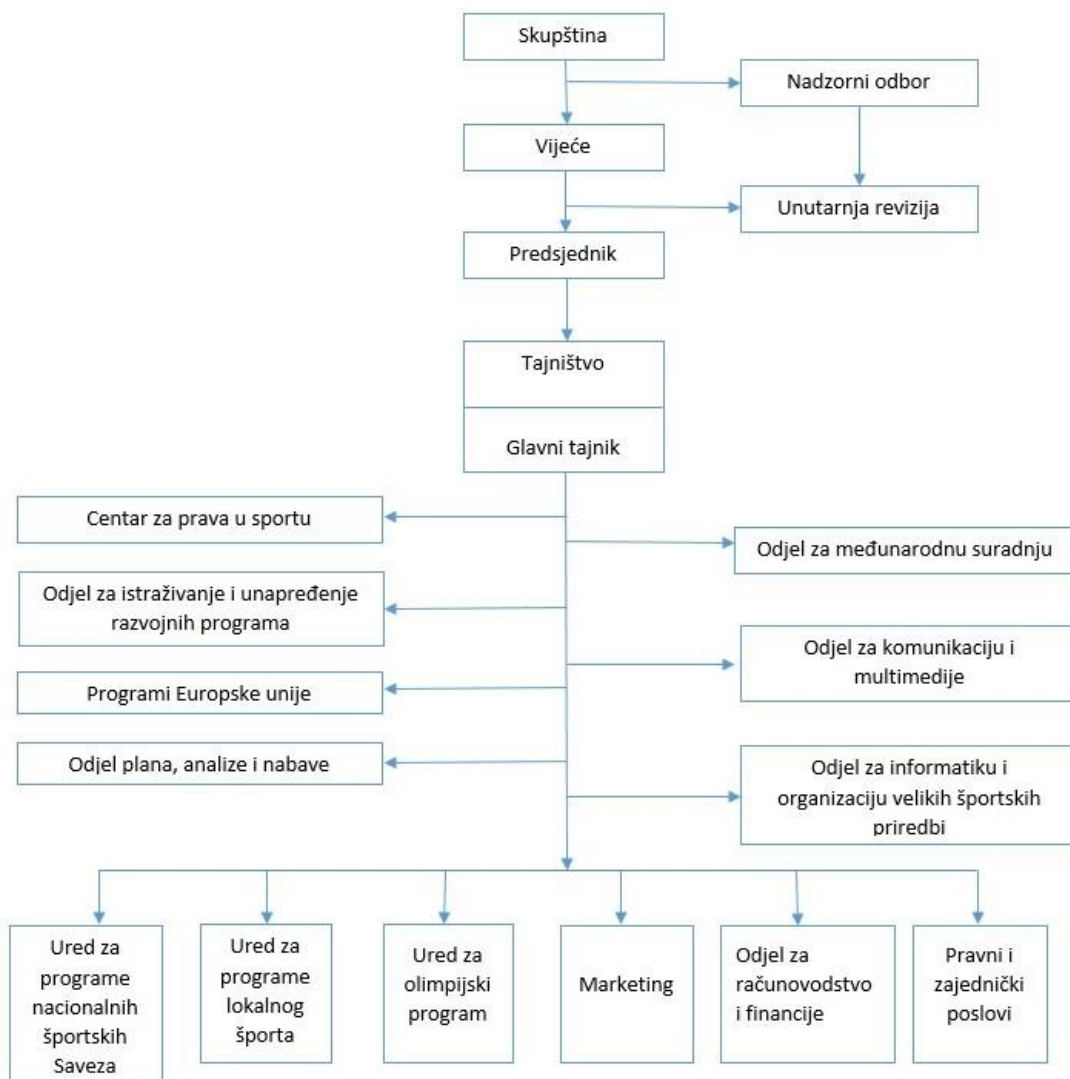 Skupština
Nadzorni odbor
Vijeće
Unutarnja revizija
Predsjednik
Tajništvo
Glavni tajnik
Centar za prava u sportu
Odjel za međunarodnu suradnju
Odjel za istraživanje i unapređenje
razvojnih programa
Odjel za komunikaciju i
multimedije
Programi Europske unije
Odjel plana, analize i nabave
Odjel za informatiku i
organizaciju velikih športskih
priredbi
Ured za
programe
nacionalnih
športskih
Saveza
Ured za
programe
lokalnog
športa
Ured za
olimpijski
program
Marketing
Odjel za
računovodstvo
i financije
Pravni i
zajednički
poslovi